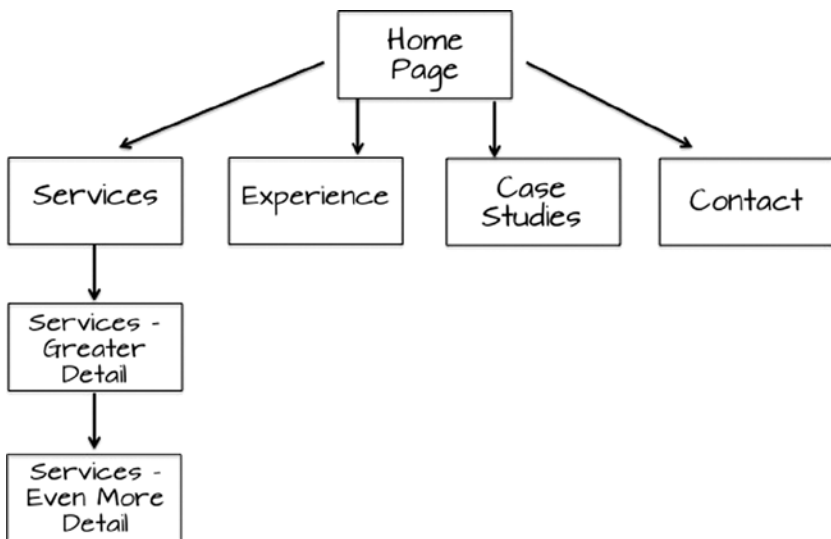 Home
Page
Services
Experience
Case
Studies
Contact
Services -
Greater
Detail
Services -
Even More
Detail